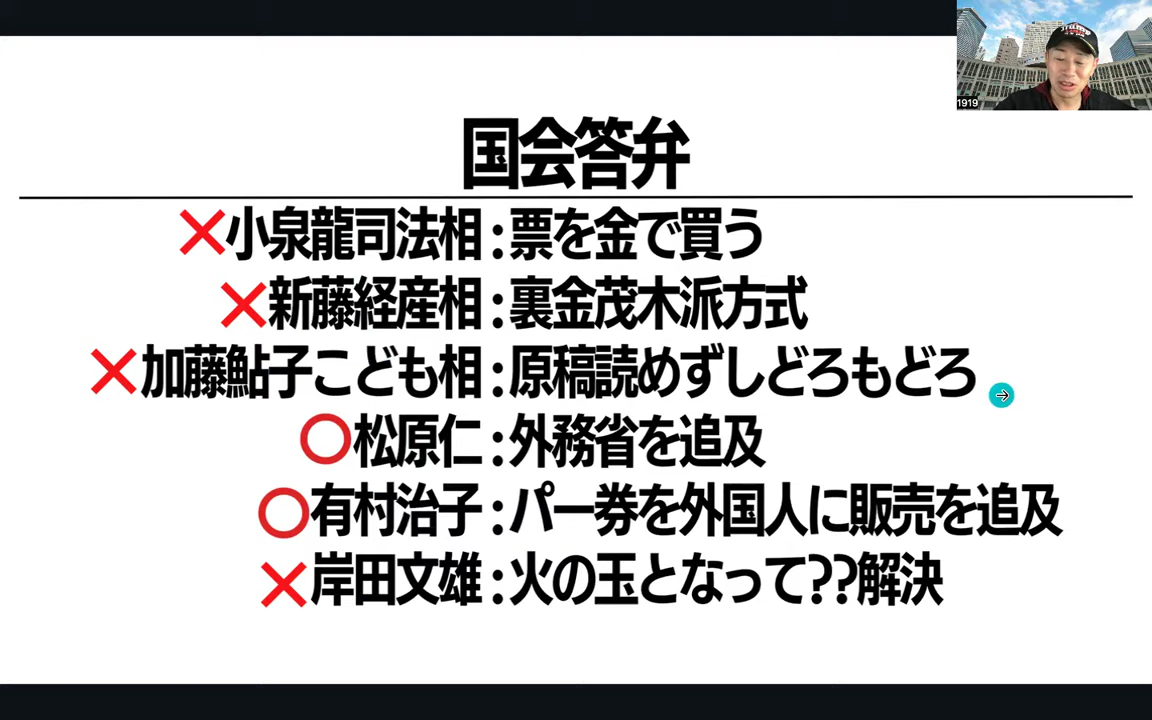 国会答弁
×小泉龍司法相:票を金で買う
×新藤経産相:裏金茂木派方式
×加藤鮎子こども相:原稿読めずしどろもどろ
○松原仁:外務省を追及
○有村治子:パー券を外国人に販売を追及
×岸田文雄:火の玉となって??解決
1919